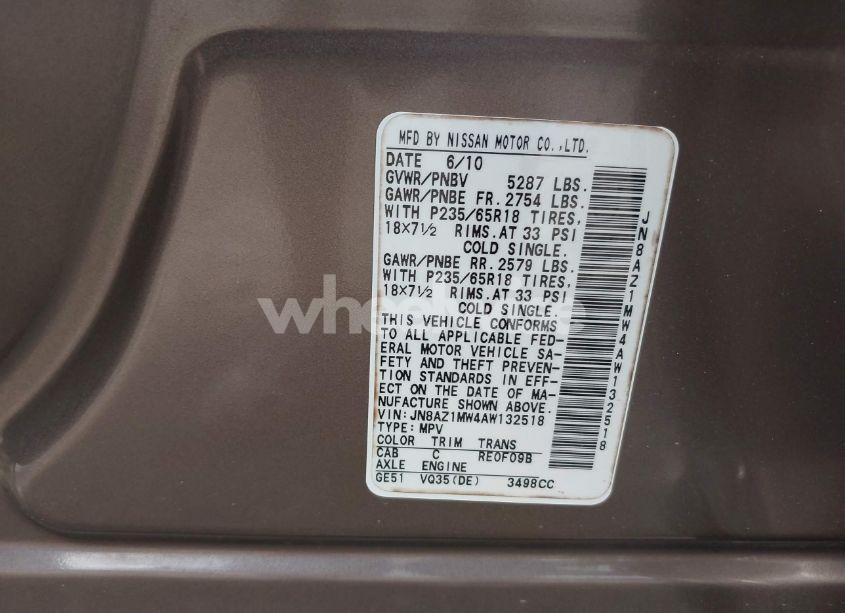 MFD BY NISSAN MOTOR CO.,LTD.
DATE 6/10
GVWR/PNBV 5287 LBS.
GAWR/PNBE FR. 2754 LBS.
WITH P235/65R18 TIRES,
18X7½ RIMS.AT 33 PSI
COLD SINGLE.
GAWR/PNBE RR. 2579 LBS.
WITH P235/65R18 TIRES,
18X7½ RIMS.AT 33 PSI
COLD SINGLE.
THIS VEHICLE CONFORMS
TO ALL APPLICABLE FED-
ERAL MOTOR VEHICLE SA-
FETY AND THEFT PREVEN-
TION STANDARDS IN EFF-
ECT ON THE DATE OF MA-
NUFACTURE SHOWN ABOVE.
VIN: JN8AZ1MW4AW132518
TYPE: MPV
COLOR TRIM TRANS
CAB C RE0F09B
AXLE ENGINE
GE51 VQ35(DE) 3498CC
JN8AZ1MW4AW132518